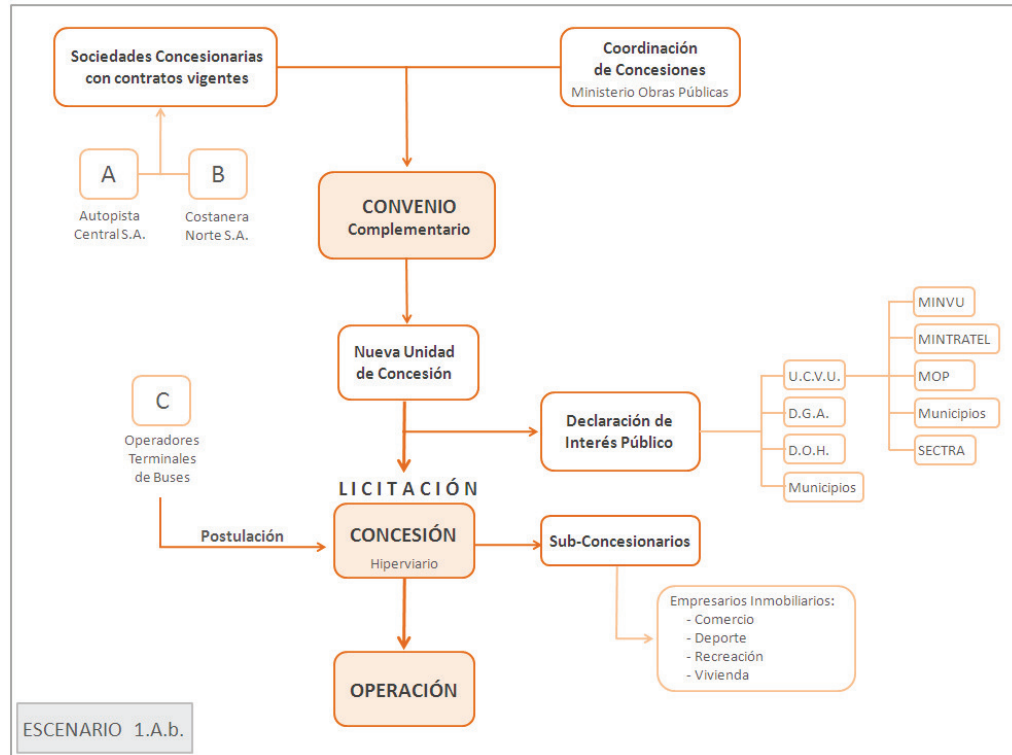 Sociedades Concesionarias
con contratos vigentes
Coordinación
de Concesiones
Ministerio Obras Públicas
A
Autopista
Central S.A.
B
Costanera
Norte S.A.
CONVENIO
Complementario
Nueva Unidad
de Concesión
C
Operadores
Terminales
de Buses
Declaración de
Interés Público
U.C.V.U.
D.G.A.
D.O.H.
Municipios
MINVU
MINTRATEL
MOP
Municipios
SECTRA
LICITACIÓN
Postulación
CONCESIÓN
Hiperviario
Sub-Concesionarios
Empresarios Inmobiliarios:
- Comercio
- Deporte
- Recreación
- Vivienda
OPERACIÓN
ESCENARIO 1.A.b.